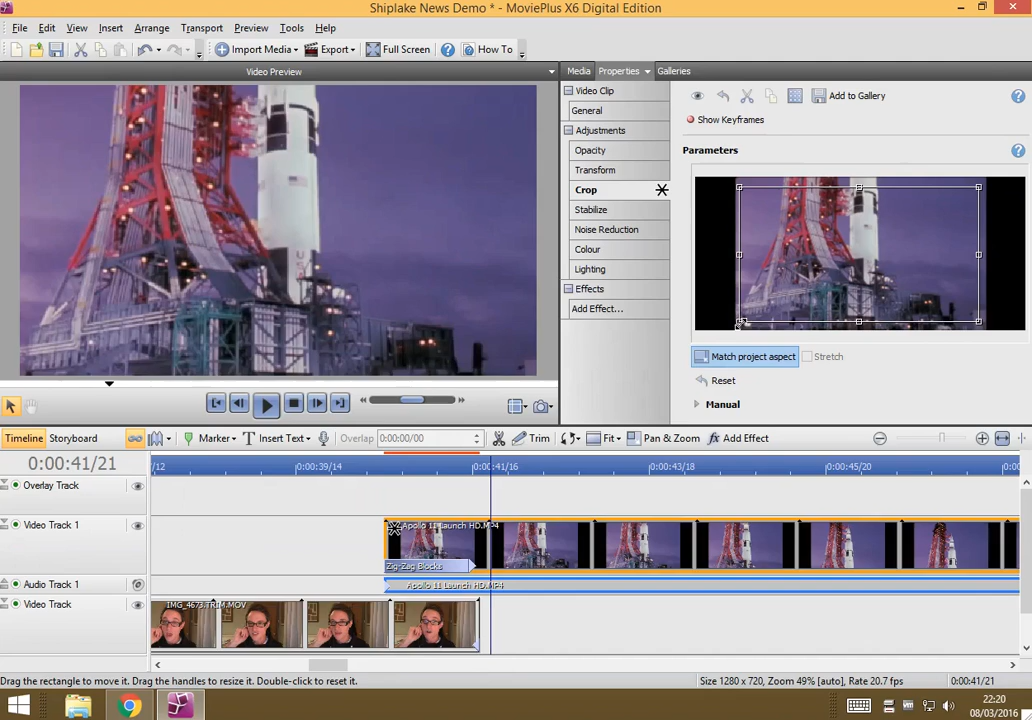 Shiplake News Demo * - MoviePlus X6 Digital Edition
File Edit View Insert Arrange Transport Preview Tools Help
Import Media Export Full Screen How To
Video Preview
Media Properties Galleries
Video Clip
General
Adjustments
Opacity
Transform
Crop
Stabilize
Noise Reduction
Colour
Lighting
Effects
Add Effect...
Add to Gallery
Show Keyframes
Parameters
Match project aspect Stretch
Reset
Manual
Timeline Storyboard Marker Insert Text Overlap 0:00:00/00 Trim Fit Pan & Zoom Add Effect
0:00:41/21 /12 0:00:39/14 0:00:41/16 0:00:43/18 0:00:45/20 0:00
Overlay Track
Video Track 1
Apollo 11 Launch HD.MP4
Zig-Zag Blocks
Audio Track 1
Apollo 11 Launch HD.MP4
Video Track
IMG_4673.TRIM.MOV
Drag the rectangle to move it. Drag the handles to resize it. Double-click to reset it. Size 1280 x 720, Zoom 49% [auto], Rate 20.7 fps 0:00:41/21
22:20
08/03/2016